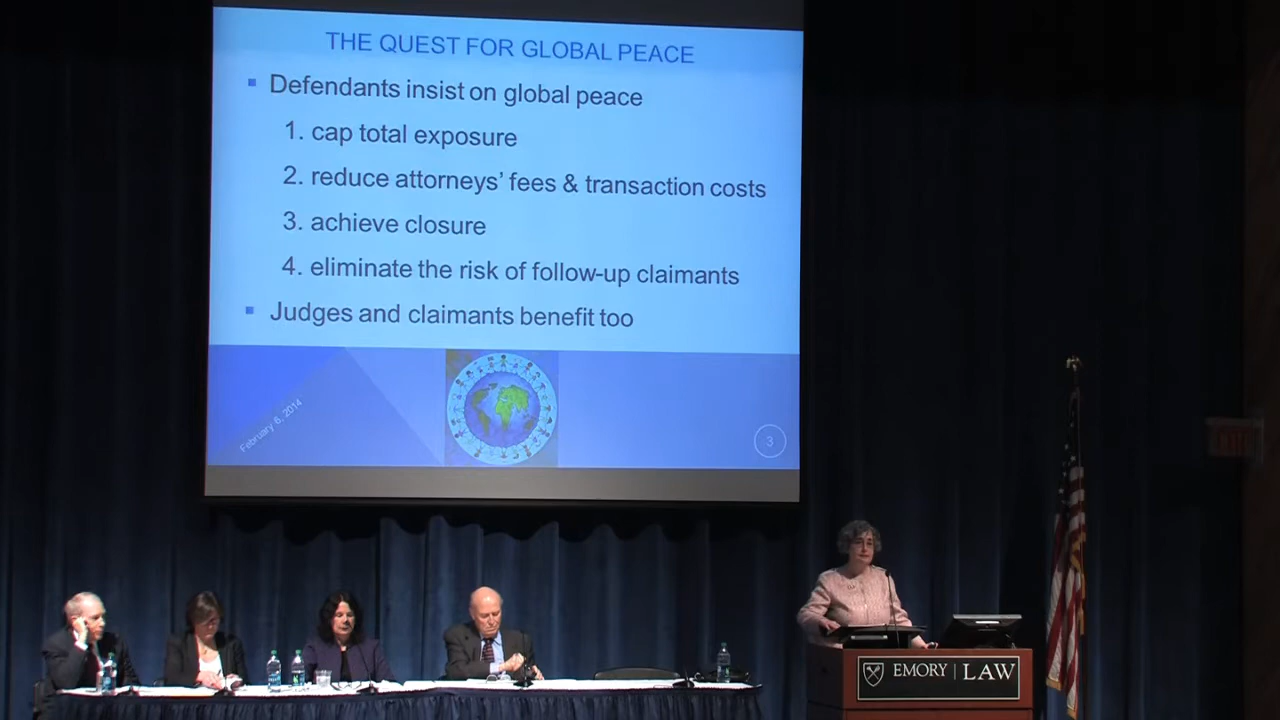 THE QUEST FOR GLOBAL PEACE
▪ Defendants insist on global peace
1. cap total exposure
2. reduce attorneys’ fees & transaction costs
3. achieve closure
4. eliminate the risk of follow-up claimants
▪ Judges and claimants benefit too
February 6, 2014
3
EMORY | LAW
EXIT